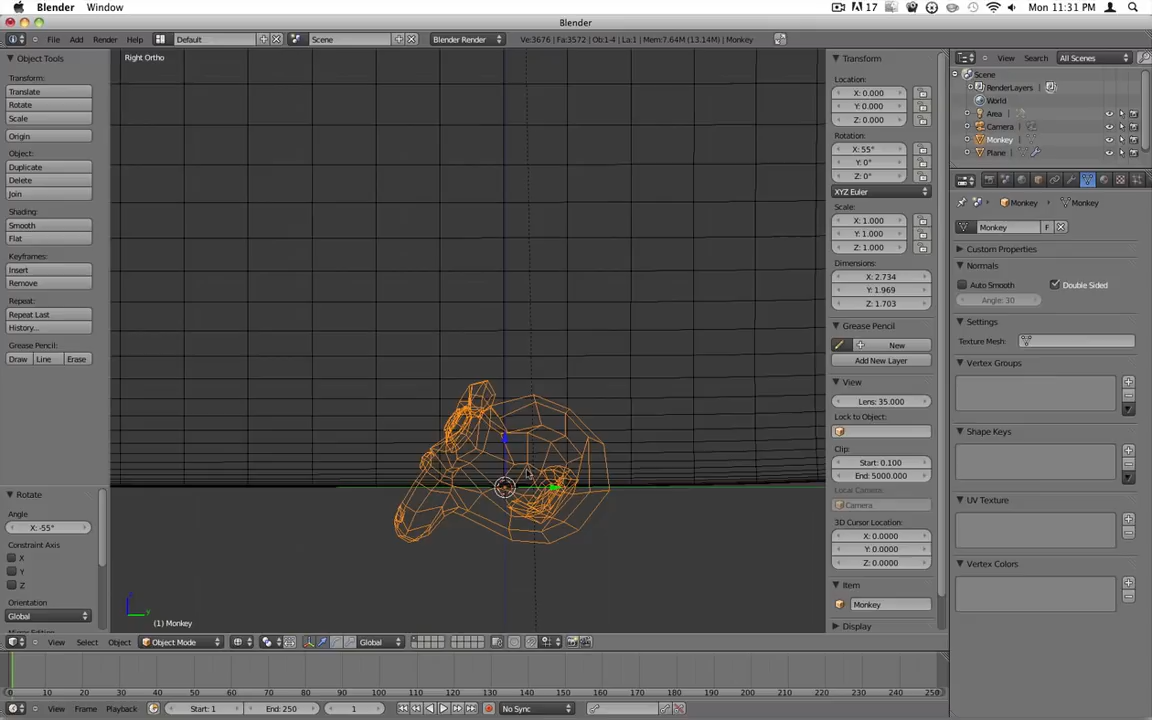 Blender Window
17 Mon 11:31 PM
Blender
File Add Render Help Default Scene Blender Render Ve:3676 | Fa:3572 | Ob:1-4 | La:1 | Mem:7.64M (13.14M) | Monkey
Object Tools
Transform:
Translate
Rotate
Scale
Origin
Object:
Duplicate
Delete
Join
Shading:
Smooth
Flat
Keyframes:
Insert
Remove
Repeat:
Repeat Last
History...
Grease Pencil:
Draw Line Erase
Rotate
Angle
X: -55°
Constraint Axis
X
Y
Z
Orientation
Global
Right Ortho
z
y
(1) Monkey
Transform
Location:
X: 0.000
Y: 0.000
Z: 0.000
Rotation:
X: 55°
Y: 0°
Z: 0°
XYZ Euler
Scale:
X: 1.000
Y: 1.000
Z: 1.000
Dimensions:
X: 2.734
Y: 1.969
Z: 1.703
Grease Pencil
New
Add New Layer
View
Lens: 35.000
Lock to Object:
Clip:
Start: 0.100
End: 5000.000
Local Camera:
Camera
3D Cursor Location:
X: 0.0000
Y: 0.0000
Z: 0.0000
Item
Monkey
Display
View Search All Scenes
Scene
RenderLayers
World
Area
Camera
Monkey
Plane
Monkey Monkey
Monkey F
Custom Properties
Normals
Auto Smooth Double Sided
Angle: 30
Settings
Texture Mesh:
Vertex Groups
Shape Keys
UV Texture
Vertex Colors
View Select Object Object Mode Global
0 10 20 30 40 50 60 70 80 90 100 110 120 130 140 150 160 170 180 190 200 210 220 230 240 250
View Frame Playback Start: 1 End: 250 1 No Sync